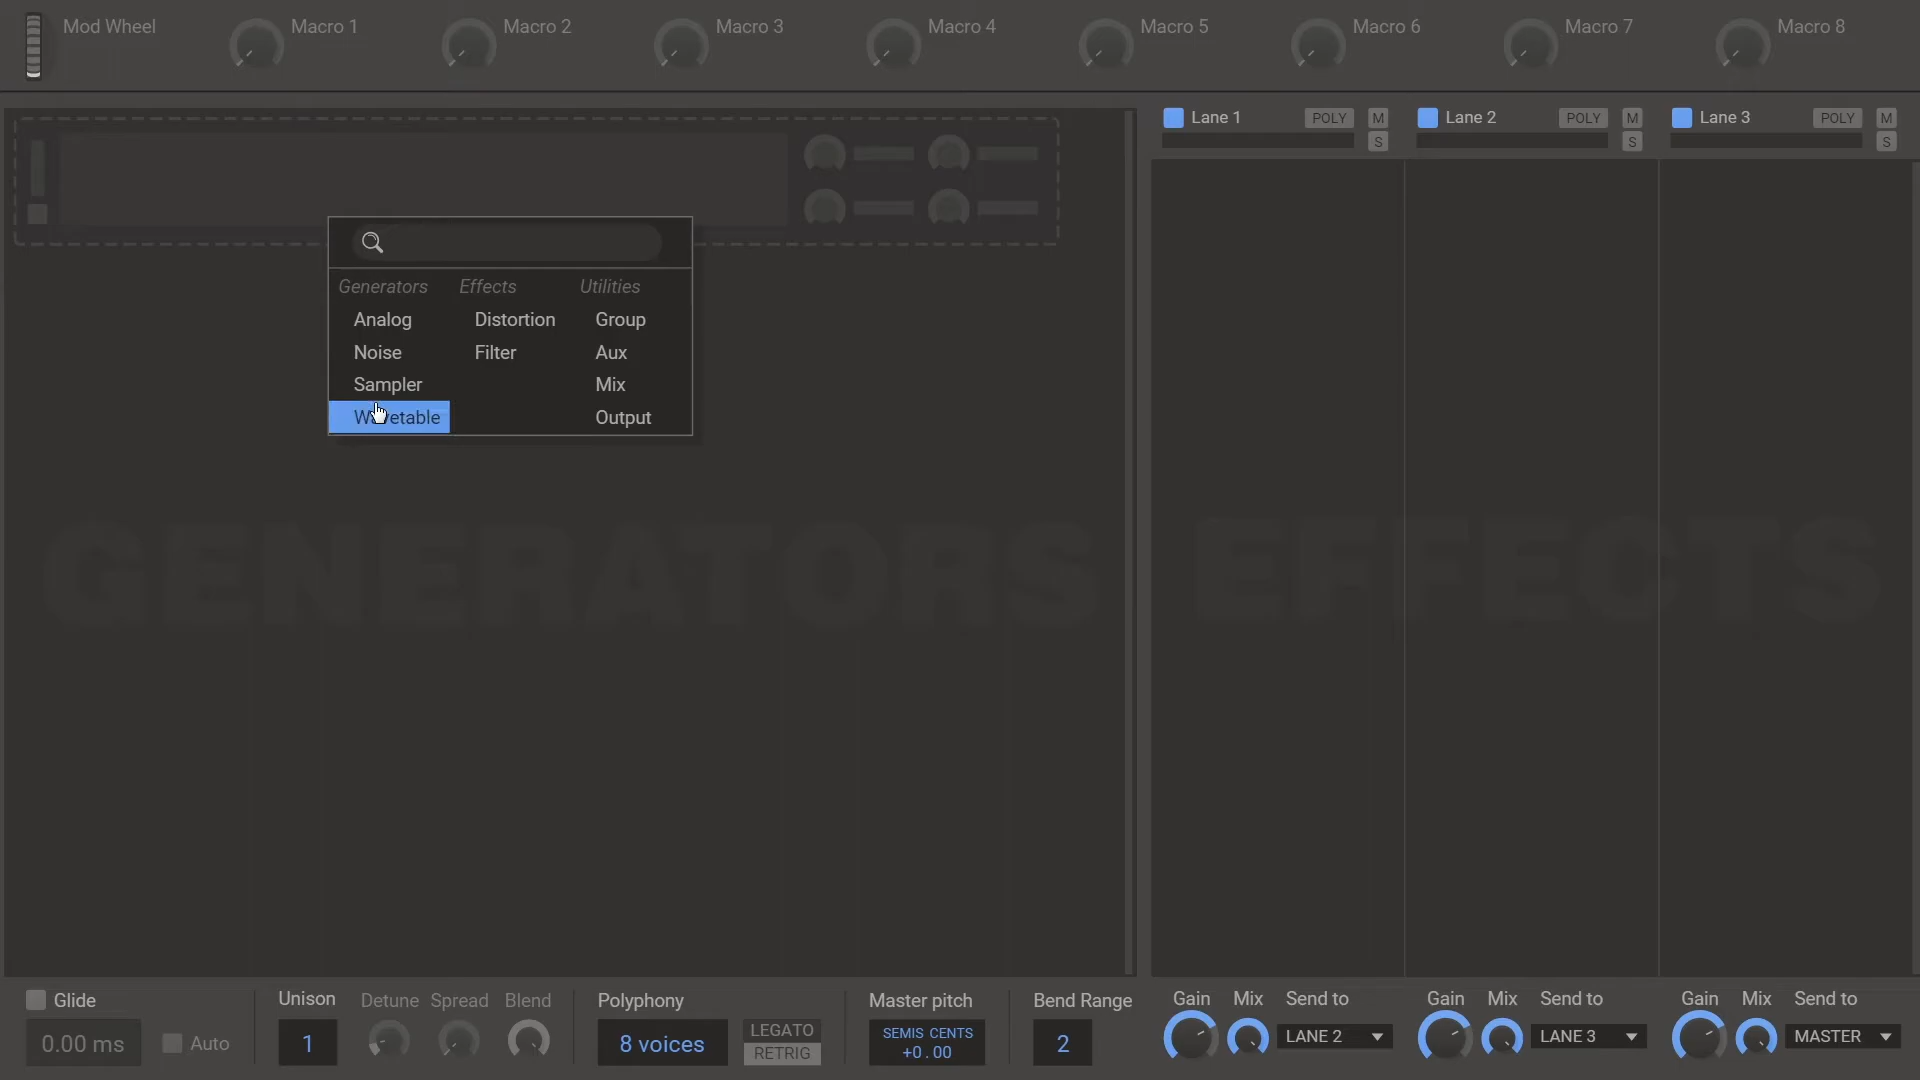 Mod Wheel
Macro 1
Macro 2
Macro 3
Macro 4
Macro 5
Macro 6
Macro 7
Macro 8
Lane 1 POLY M
S
Lane 2 POLY M
S
Lane 3 POLY M
S
Generators Effects Utilities
Analog Distortion Group
Noise Filter Aux
Sampler Mix
Wavetable Output
GENERATORS
EFFECTS
Glide
0.00 ms Auto
Unison Detune Spread Blend
1
Polyphony
8 voices
LEGATO
RETRIG
Master pitch
SEMIS CENTS
+0.00
Bend Range
2
Gain Mix Send to
LANE 2
Gain Mix Send to
LANE 3
Gain Mix Send to
MASTER